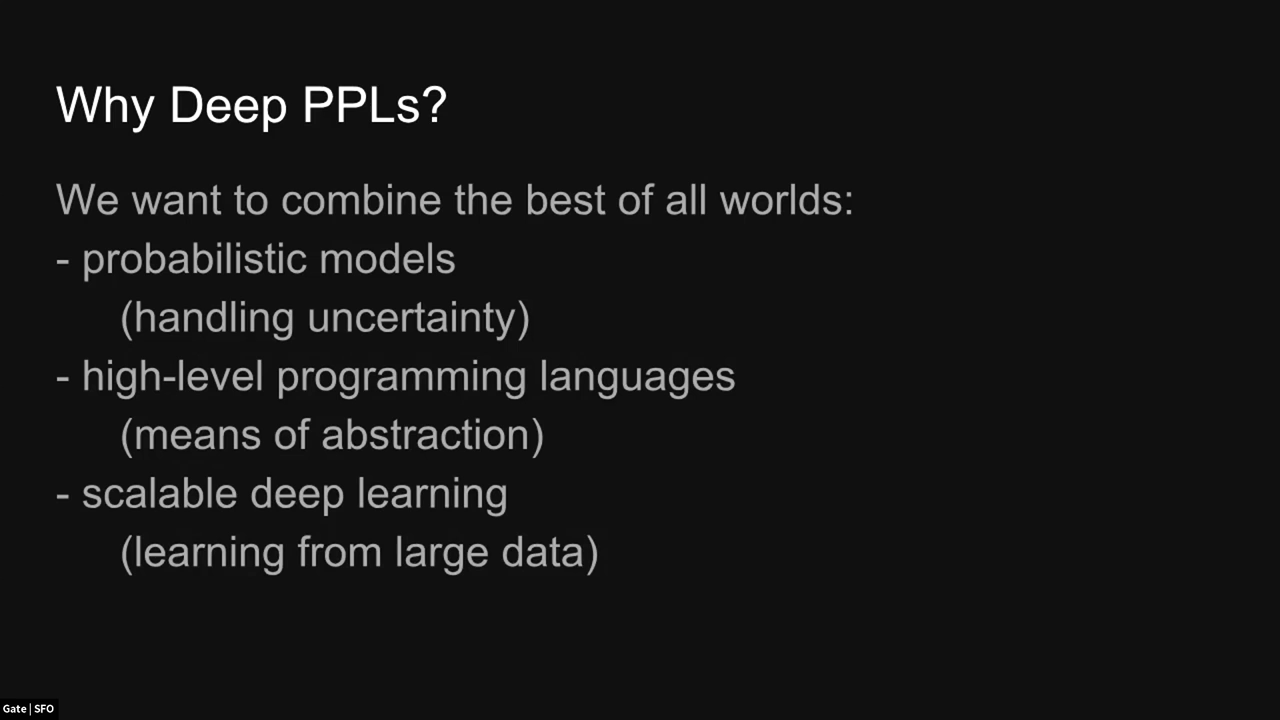 Why Deep PPLs?
We want to combine the best of all worlds:
- probabilistic models
(handling uncertainty)
- high-level programming languages
(means of abstraction)
- scalable deep learning
(learning from large data)
Gate | SFO